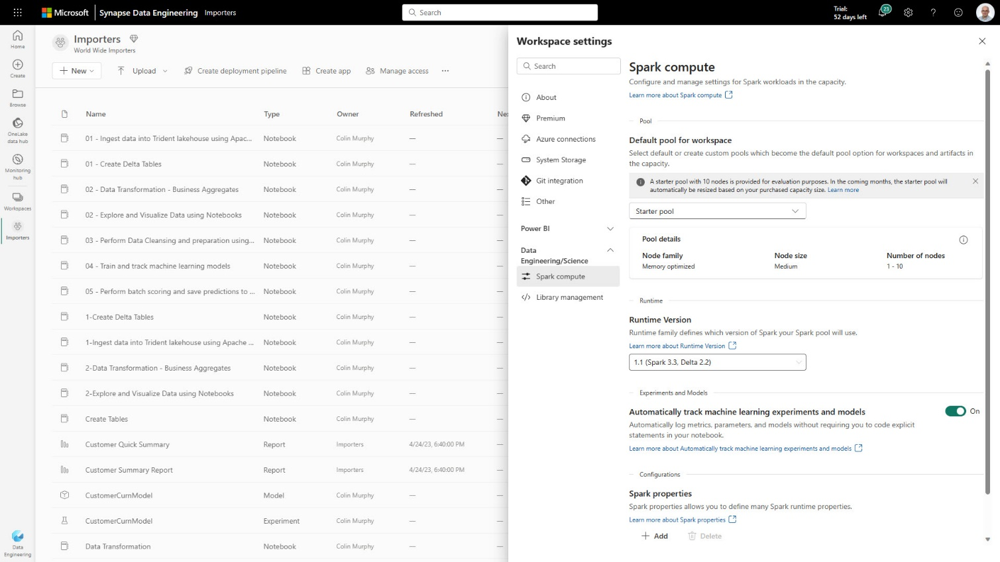 Microsoft
Synapse Data Engineering
Importers
Search
Trial:
52 days left
23
Home
Create
Browse
OneLake
data hub
Monitoring
hub
Workspaces
Importers
Data
Engineering
Importers
World Wide Importers
New
Upload
Create deployment pipeline
Create app
Manage access
Name Type Owner Refreshed Nex
01 - Ingest data into Trident lakehouse using Apac... Notebook Colin Murphy — —
01 - Create Delta Tables Notebook Colin Murphy — —
02 - Data Transformation - Business Aggregates Notebook Colin Murphy — —
02 - Explore and Visualize Data using Notebooks Notebook Colin Murphy — —
03 - Perform Data Cleansing and preparation using... Notebook Colin Murphy — —
04 - Train and track machine learning models Notebook Colin Murphy — —
05 - Perform batch scoring and save predictions to ... Notebook Colin Murphy — —
1-Create Delta Tables Notebook Colin Murphy — —
1-Ingest data into Trident lakehouse using Apache ... Notebook Colin Murphy — —
2-Data Transformation - Business Aggregates Notebook Colin Murphy — —
2-Explore and Visualize Data using Notebooks Notebook Colin Murphy — —
Create Tables Notebook Colin Murphy — —
Customer Quick Summary Report Importers 4/24/23, 6:40:00 PM —
Customer Summary Report Report Importers 4/24/23, 6:40:00 PM —
CustomerCurnModel Model Colin Murphy — —
CustomerCurnModel Experiment Colin Murphy — —
Data Transformation Notebook Colin Murphy — —
Workspace settings
Search
About
Premium
Azure connections
System Storage
Git integration
Other
Power BI
Data
Engineering/Science
Spark compute
Library management
Spark compute
Configure and manage settings for Spark workloads in the capacity.
Learn more about Spark compute
Pool
Default pool for workspace
Select default or create custom pools which become the default pool option for workspaces and artifacts in
the capacity.
A starter pool with 10 nodes is provided for evaluation purposes. In the coming months, the starter pool will
automatically be resized based on your purchased capacity size. Learn more
Starter pool
Pool details
Node family Node size Number of nodes
Memory optimized Medium 1 - 10
Runtime
Runtime Version
Runtime family defines which version of Spark your Spark pool will use.
Learn more about Runtime Version
1.1 (Spark 3.3, Delta 2.2)
Experiments and Models
Automatically track machine learning experiments and models
On
Automatically log metrics, parameters, and models without requiring you to code explicit
statements in your notebook.
Learn more about Automatically track machine learning experiments and models
Configurations
Spark properties
Spark properties allows you to define many Spark runtime properties.
Learn more about Spark properties
Add Delete